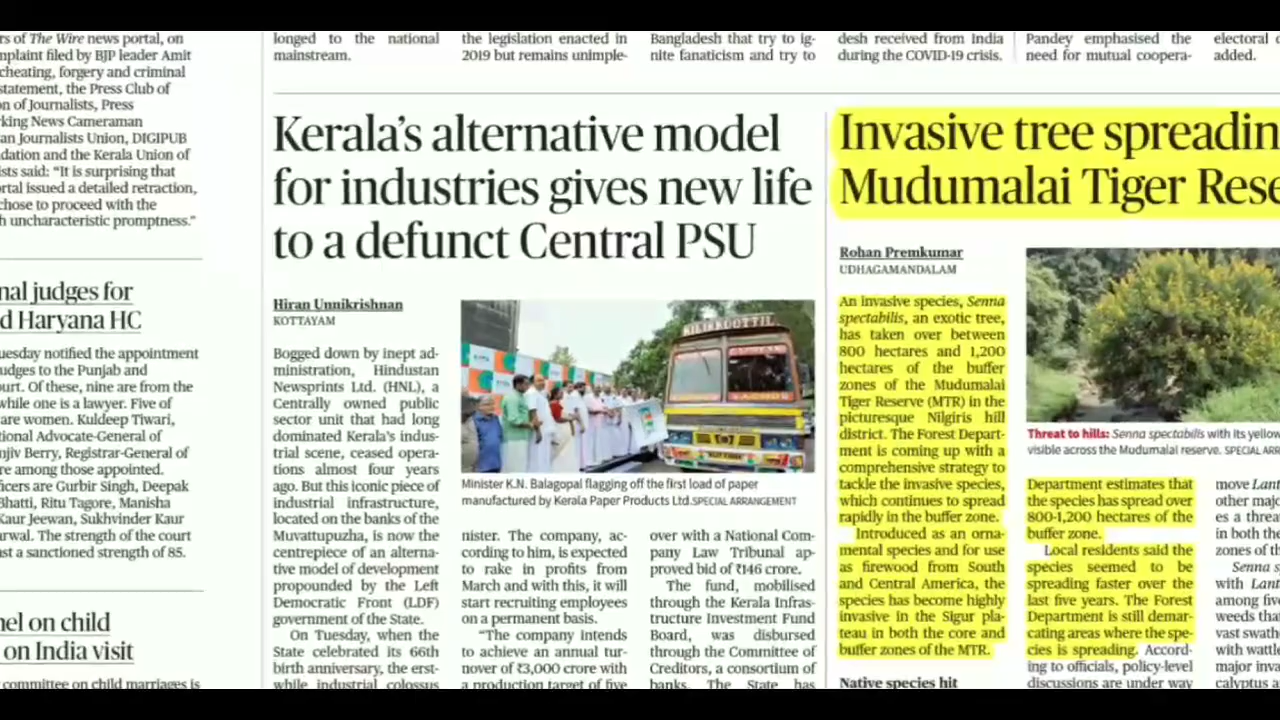 rs of The Wire news portal, on
mplaint filed by BJP leader Amit
cheating, forgery and criminal
statement, the Press Club of
on of Journalists, Press
rking News Cameraman
an Journalists Union, DIGIPUB
dation and the Kerala Union of
ists said: “It is surprising that
ortal issued a detailed retraction,
chose to proceed with the
h uncharacteristic promptness.”
nal judges for
d Haryana HC
uesday notified the appointment
udges to the Punjab and
ourt. Of these, nine are from the
while one is a lawyer. Five of
are women. Kuldeep Tiwari,
tional Advocate-General of
njiv Berry, Registrar-General of
re among those appointed.
ficers are Gurbir Singh, Deepak
Bhatti, Ritu Tagore, Manisha
Kaur Jeewan, Sukhvinder Kaur
arwal. The strength of the court
nst a sanctioned strength of 85.
nel on child
on India visit
committee on child marriages is
longed to the national
mainstream.
the legislation enacted in
2019 but remains unimple-
Bangladesh that try to ig-
nite fanaticism and try to
desh received from India
during the COVID-19 crisis.
Pandey emphasised the
need for mutual coopera-
electoral
added.
Kerala’s alternative model
for industries gives new life
to a defunct Central PSU
Hiran Unnikrishnan
KOTTAYAM
Bogged down by inept ad-
ministration, Hindustan
Newsprints Ltd. (HNL), a
Centrally owned public
sector unit that had long
dominated Kerala’s indus-
trial scene, ceased opera-
tions almost four years
ago. But this iconic piece of
industrial infrastructure,
located on the banks of the
Muvattupuzha, is now the
centrepiece of an alterna-
tive model of development
propounded by the Left
Democratic Front (LDF)
government of the State.
On Tuesday, when the
State celebrated its 66th
birth anniversary, the erst-
while industrial colossus
KILIKKOOTTIL
Minister K.N. Balagopal flagging off the first load of paper
manufactured by Kerala Paper Products Ltd. SPECIAL ARRANGEMENT
nister. The company, ac-
cording to him, is expected
to rake in profits from
March and with this, it will
start recruiting employees
on a permanent basis.
“The company intends
to achieve an annual tur-
nover of ₹3,000 crore with
a production target of five
over with a National Com-
pany Law Tribunal ap-
proved bid of ₹146 crore.
The fund, mobilised
through the Kerala Infras-
tructure Investment Fund
Board, was disbursed
through the Committee of
Creditors, a consortium of
banks. The State has
Invasive tree spreadin
Mudumalai Tiger Rese
Rohan Premkumar
UDHAGAMANDALAM
An invasive species, Senna
spectabilis, an exotic tree,
has taken over between
800 hectares and 1,200
hectares of the buffer
zones of the Mudumalai
Tiger Reserve (MTR) in the
picturesque Nilgiris hill
district. The Forest Depart-
ment is coming up with a
comprehensive strategy to
tackle the invasive species,
which continues to spread
rapidly in the buffer zone.
Introduced as an orna-
mental species and for use
as firewood from South
and Central America, the
species has become highly
invasive in the Sigur pla-
teau in both the core and
buffer zones of the MTR.
Native species hit
Threat to hills: Senna spectabilis with its yellow
visible across the Mudumalai reserve. SPECIAL ARR
Department estimates that
the species has spread over
800-1,200 hectares of the
buffer zone.
Local residents said the
species seemed to be
spreading faster over the
last five years. The Forest
Department is still demar-
cating areas where the spe-
cies is spreading. Accord-
ing to officials, policy-level
discussions are under way
move Lant
other major
es a threa
in both the
zones of th
Senna s
with Lant
among five
weeds that
vast swath
with wattle
major inva
calyptus a